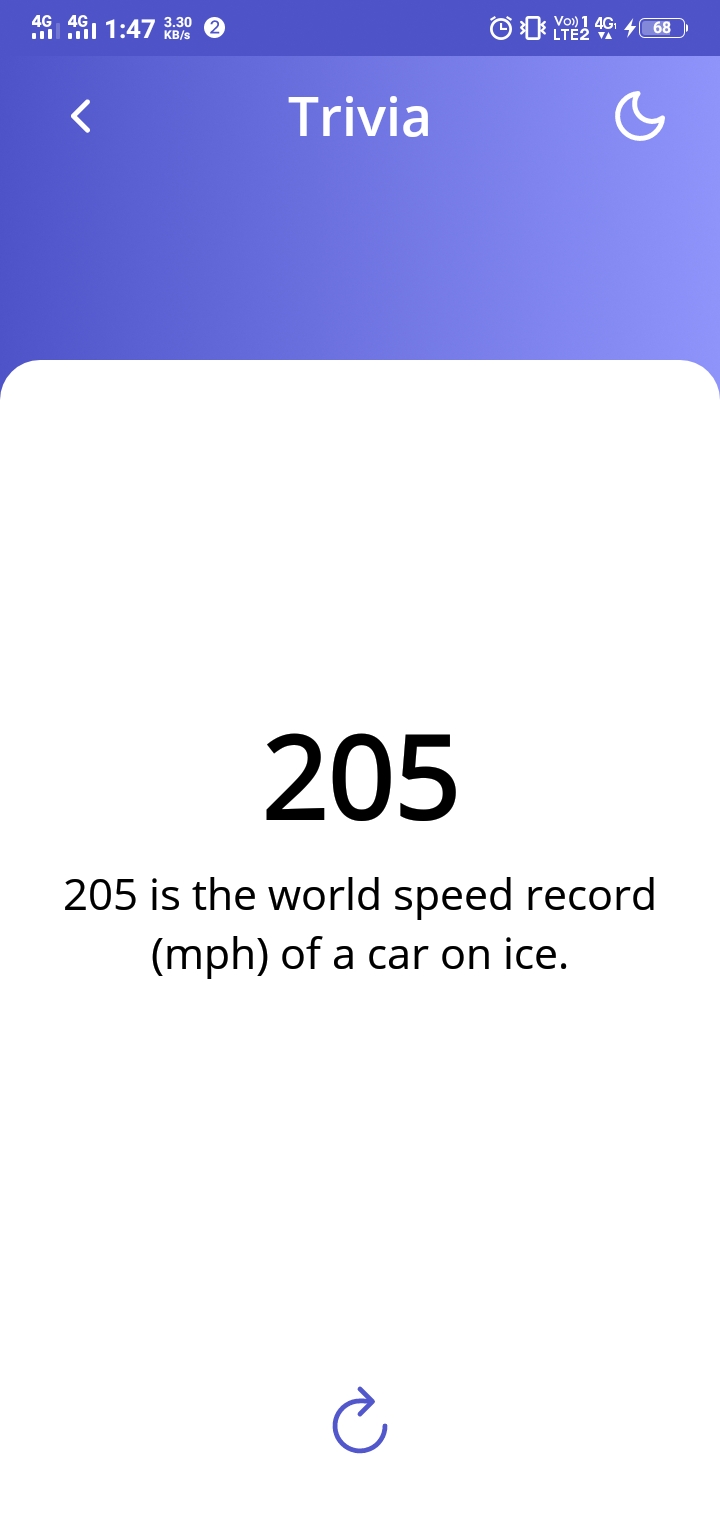 4G 4G 1:47 3.30 KB/s 2 Vo)) 1 LTE2 4G 68
Trivia
205
205 is the world speed record
(mph) of a car on ice.